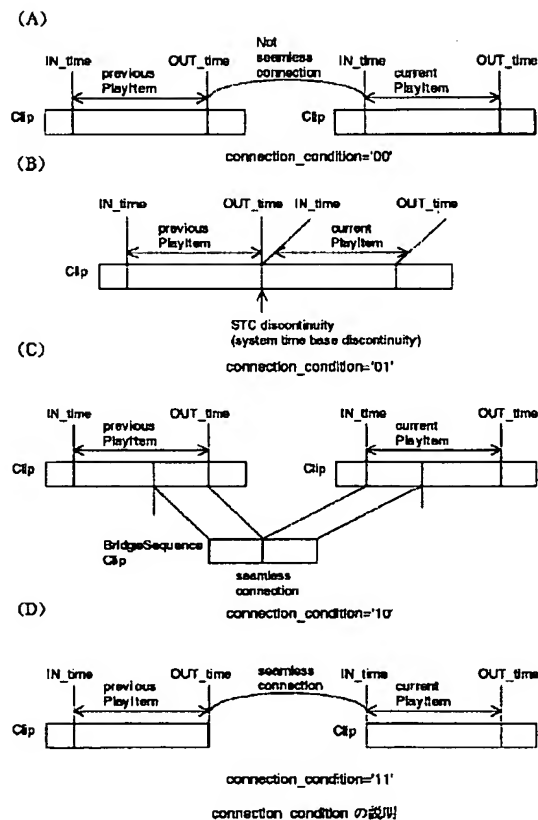 (A)
Not
seamless
connection
IN_time
previous
PlayItem
OUT_time
IN_time
current
PlayItem
OUT_time
Clip
Clip
connection_condition='00'
(B)
IN_time
previous
PlayItem
OUT_time
IN_time
current
PlayItem
OUT_time
Clip
STC discontinuity
(system time base discontinuity)
connection_condition='01'
(C)
IN_time
previous
PlayItem
OUT_time
IN_time
current
PlayItem
OUT_time
Clip
Clip
BridgeSequence
Clip
seamless
connection
connection_condition='10'
(D)
IN_time
previous
PlayItem
OUT_time
seamless
connection
IN_time
current
PlayItem
OUT_time
Clip
Clip
connection_condition='11'
connection_condition の説明